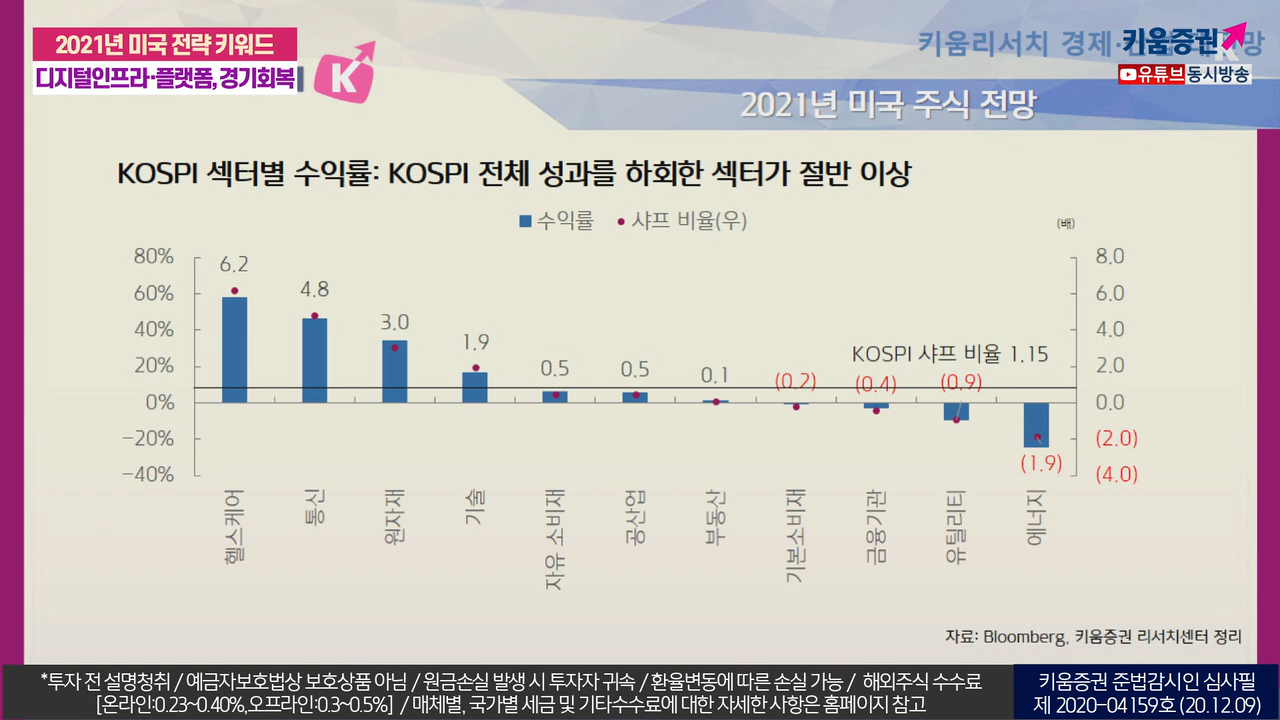 2021년 미국 전략 키워드
디지털인프라·플랫폼, 경기회복
K
키움리서치 경제·
망
키움증권
유튜브동시방송
2021년 미국 주식 전망
KOSPI 섹터별 수익률: KOSPI 전체 성과를 하회한 섹터가 절반 이상
수익률 샤프 비율(우)
(배)
80%
60%
40%
20%
0%
-20%
-40%
8.0
6.0
4.0
2.0
0.0
(2.0)
(4.0)
6.2
4.8
3.0
1.9
0.5
0.5
0.1
(0.2)
(0.4)
(0.9)
(1.9)
KOSPI 샤프 비율 1.15
헬스케어
통신
원자재
기술
자유 소비재
공산업
부동산
기본소비재
금융기관
유틸리티
에너지
자료: Bloomberg, 키움증권 리서치센터 정리
*투자 전 설명청취 / 예금자보호법상 보호상품 아님 / 원금손실 발생 시 투자자 귀속 / 환율변동에 따른 손실 가능 / 해외주식 수수료
[온라인:0.23~0.40%,오프라인:0.3~0.5%] / 매체별, 국가별 세금 및 기타수수료에 대한 자세한 사항은 홈페이지 참고
키움증권 준법감시인 심사필
제 2020-04159호 (20.12.09)